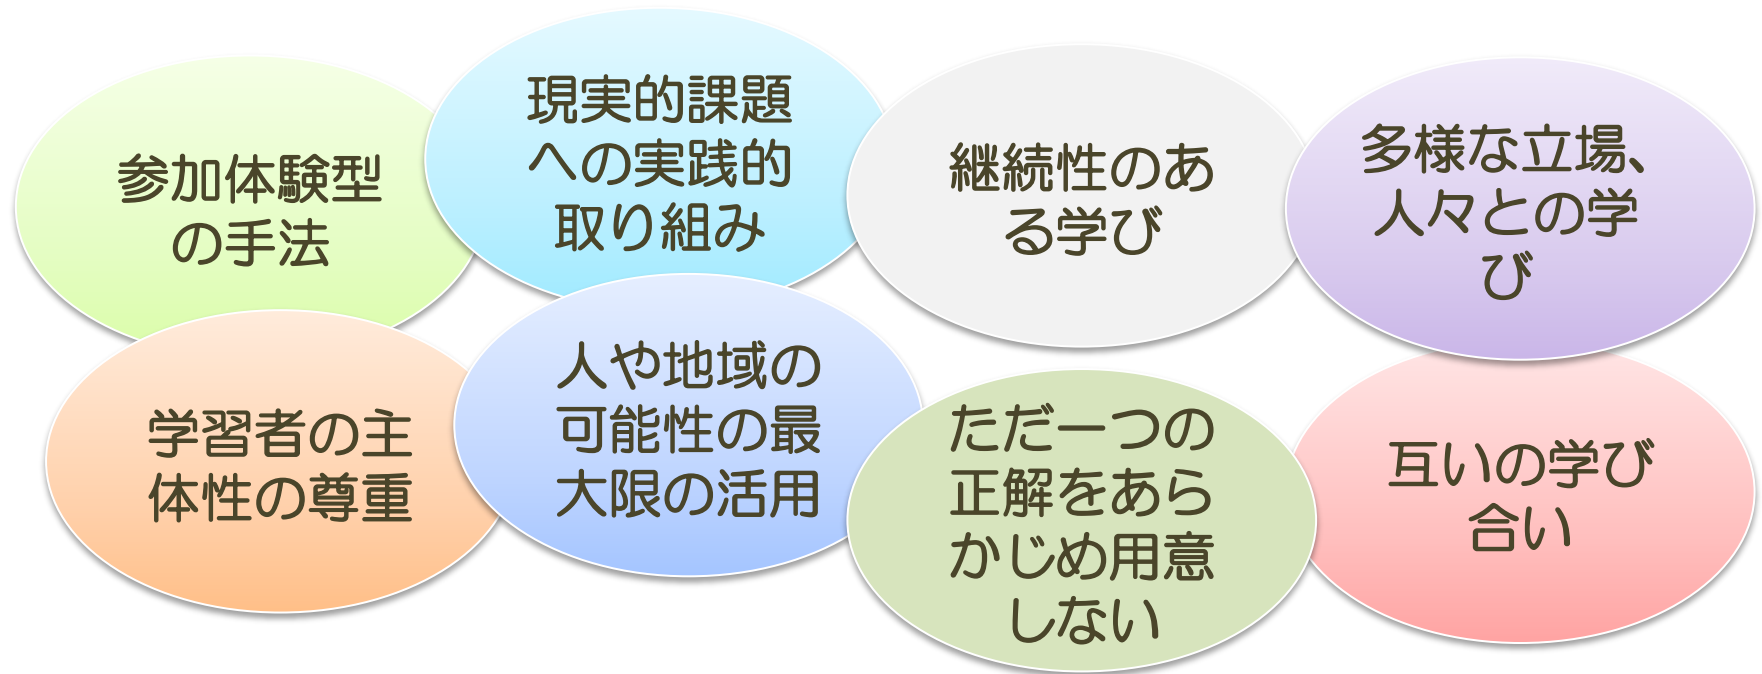 参加体験型
の手法
現実的課題
への実践的
取り組み
継続性のあ
る学び
多様な立場、
人々との学
び
学習者の主
体性の尊重
人や地域の
可能性の最
大限の活用
ただ一つの
正解をあら
かじめ用意
しない
互いの学び
合い